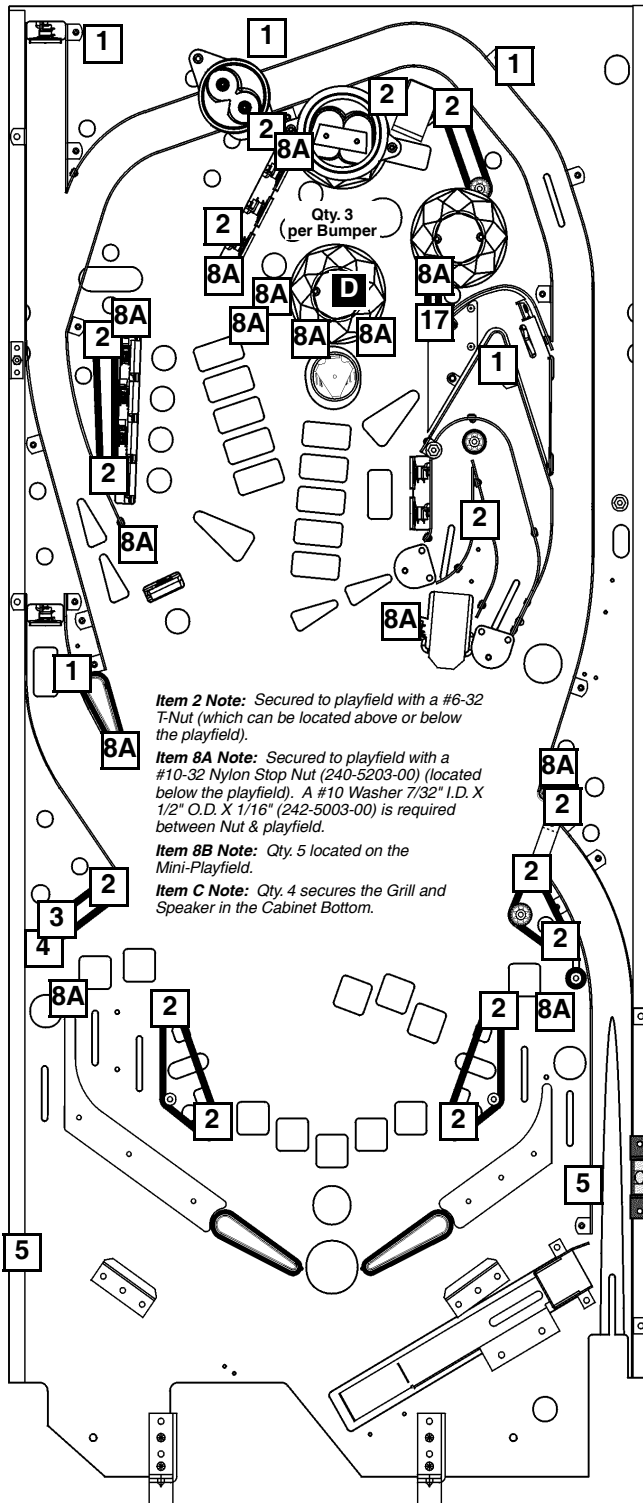 1
1
1
2
2
2
8A
2
Qty. 3
per Bumper
8A
8A
8A
D
8A
17
8A
8A
8A
2
1
2
2
8A
8A
1
8A
Item 2 Note: Secured to playfield with a #6-32
T-Nut (which can be located above or below
the playfield).
Item 8A Note: Secured to playfield with a
#10-32 Nylon Stop Nut (240-5203-00) (located
below the playfield). A #10 Washer 7/32" I.D. X
1/2" O.D. X 1/16" (242-5003-00) is required
between Nut & playfield.
Item 8B Note: Qty. 5 located on the
Mini-Playfield.
Item C Note: Qty. 4 secures the Grill and
Speaker in the Cabinet Bottom.
8A
2
2
2
3
4
2
8A
2
2
8A
2
2
5
5